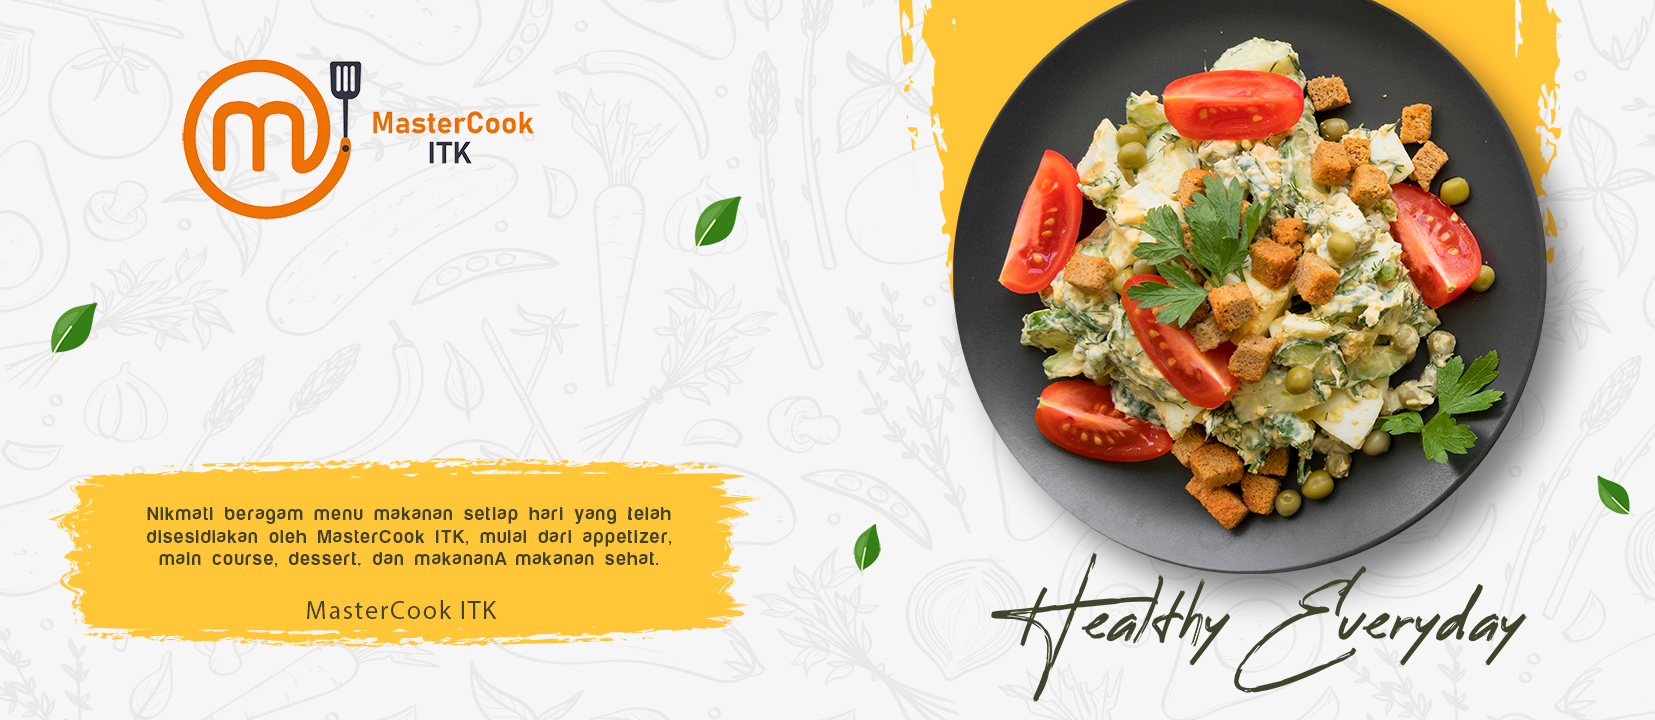 MasterCook
ITK
Nikmati beragam menu makanan setiap hari yang telah
disesidiakan oleh MasterCook ITK, mulai dari appetizer,
main course, dessert. dan makananA makanan sehat.
MasterCook ITK
Healthy Everyday